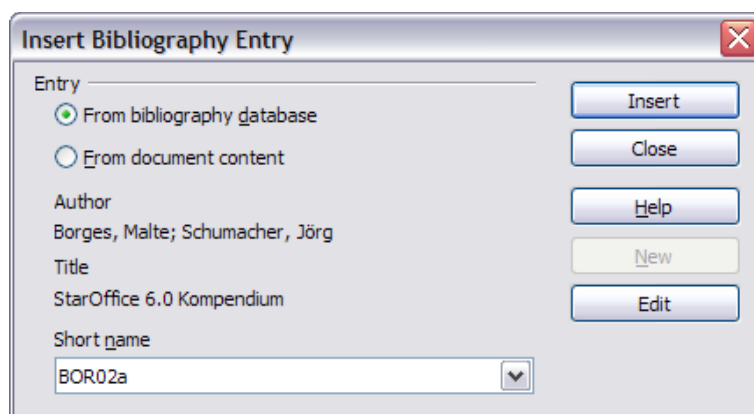 Insert Bibliography Entry
Entry
From bibliography database
From document content
Author
Borges, Malte; Schumacher, Jörg
Title
StarOffice 6.0 Kompendium
Short name
BOR02a
Insert
Close
Help
New
Edit